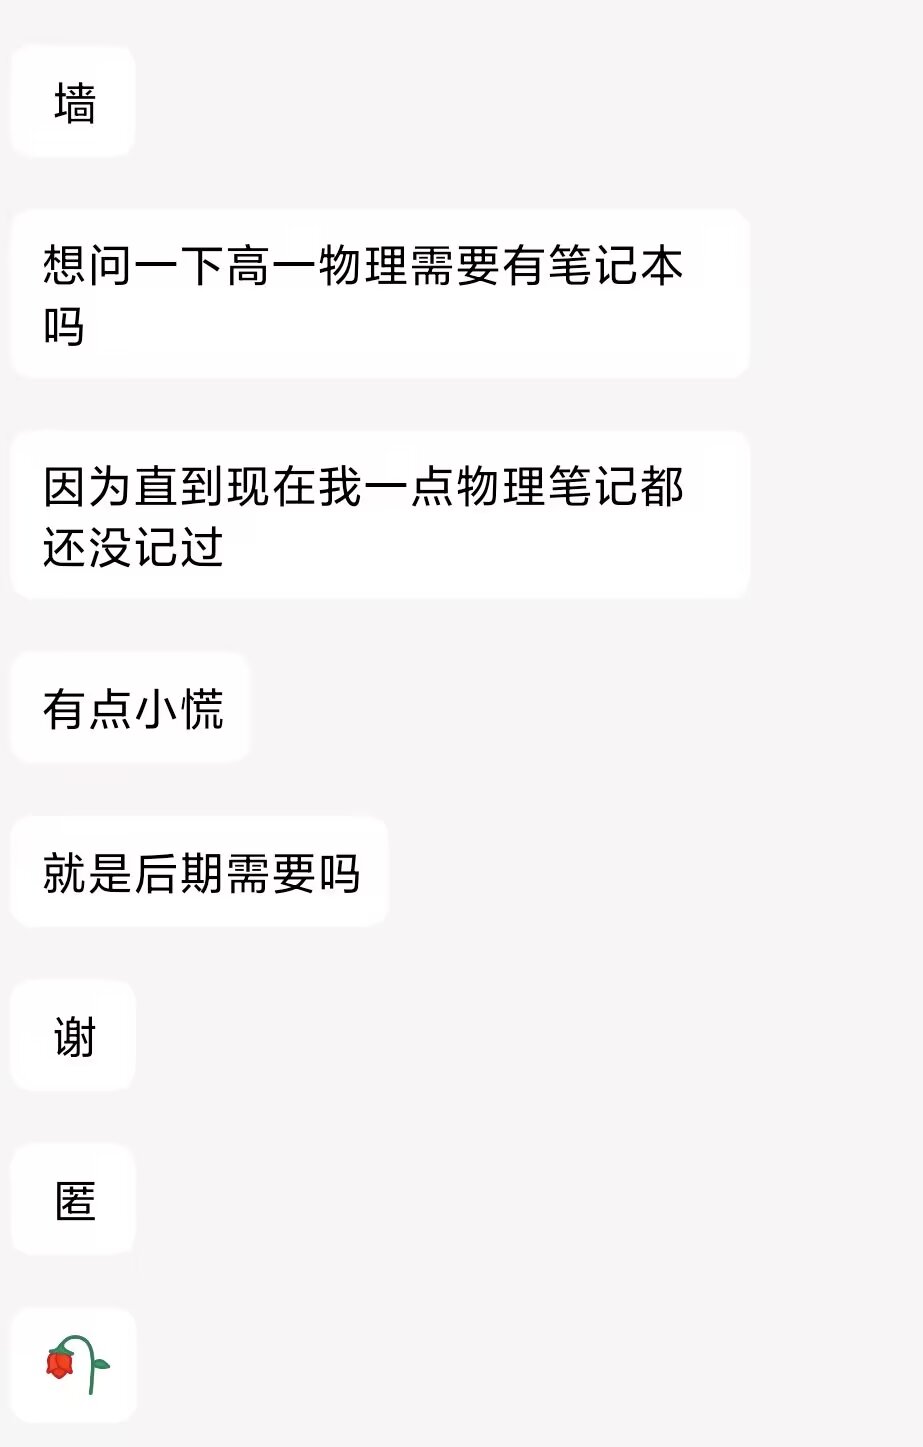 墙
想问一下高一物理需要有笔记本
吗
因为直到现在我一点物理笔记都
还没记过
有点小慌
就是后期需要吗
谢
匿
🥀